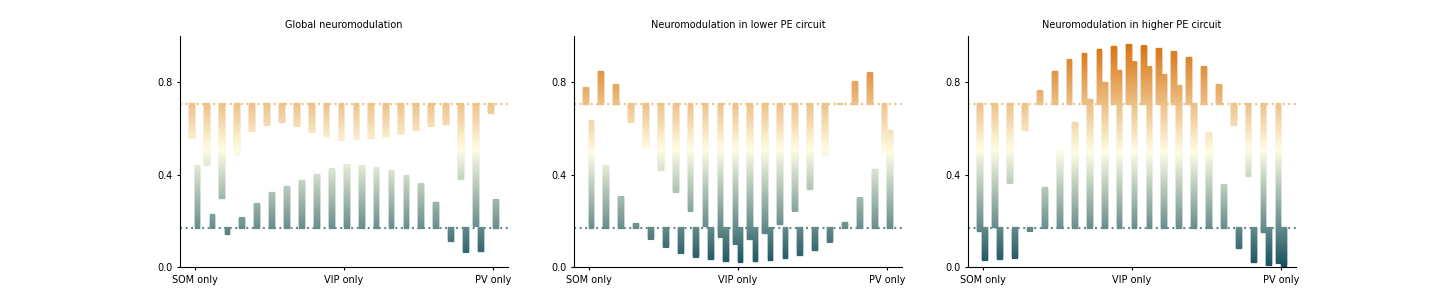 Global neuromodulation
0.8
0.4
0.0
SOM only
VIP only
PV only
Neuromodulation in lower PE circuit
0.8
0.4
0.0
SOM only
VIP only
PV only
Neuromodulation in higher PE circuit
0.8
0.4
0.0
SOM only
VIP only
PV only